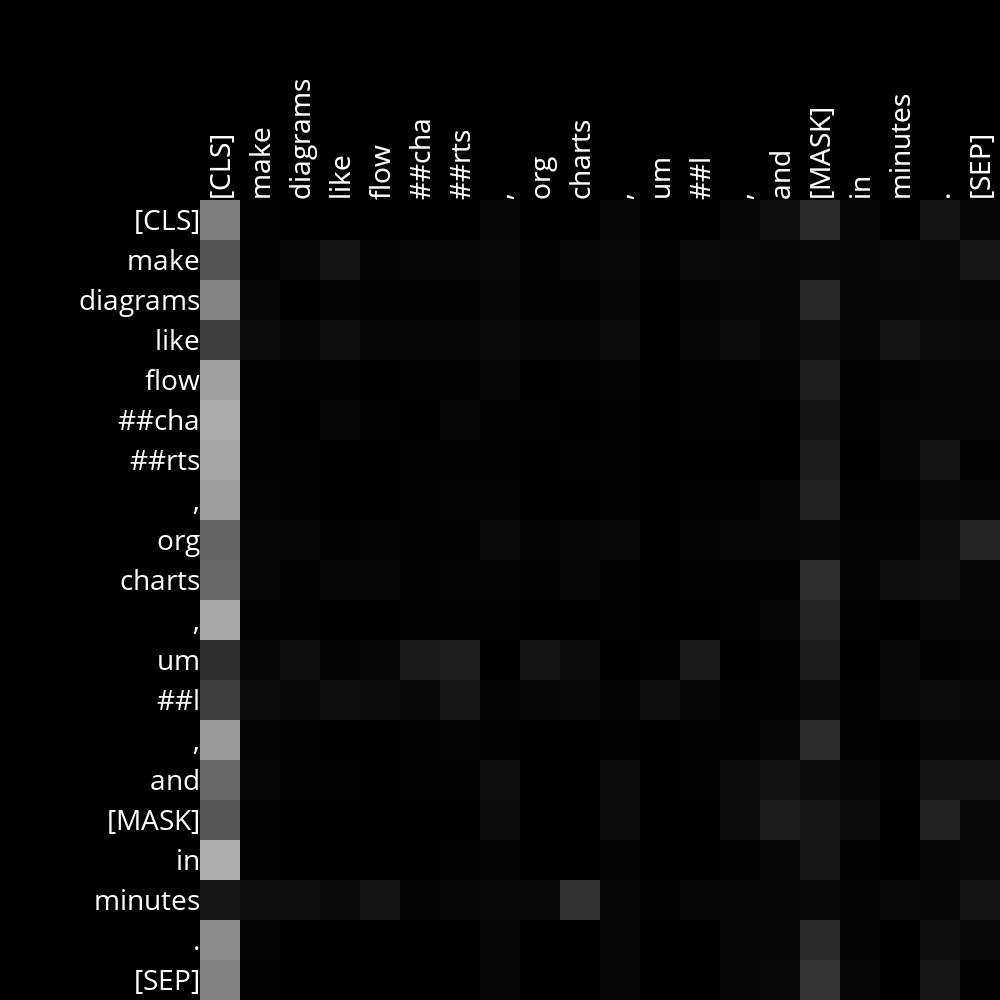 [CLS] make diagrams like flow ##cha ##rts , org charts , um ##l , and [MASK] in minutes . [SEP]
[CLS]
make
diagrams
like
flow
##cha
##rts
,
org
charts
,
um
##l
,
and
[MASK]
in
minutes
.
[SEP]